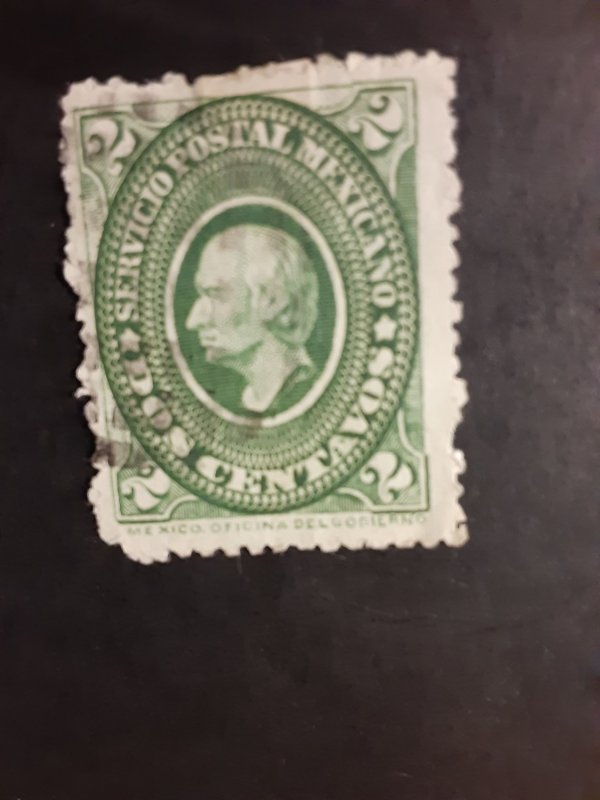 2 2
SERVICIO POSTAL MEXICANO
★ DOS CENTAVOS ★
2 2
MEXICO. OFICINA DEL GOBIERNO